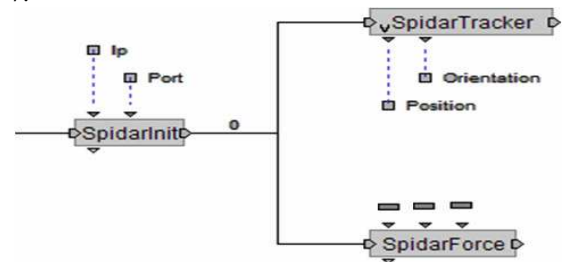 SpidarTracker
Ip
Port
Orientation
Position
0
SpidarInit
SpidarForce